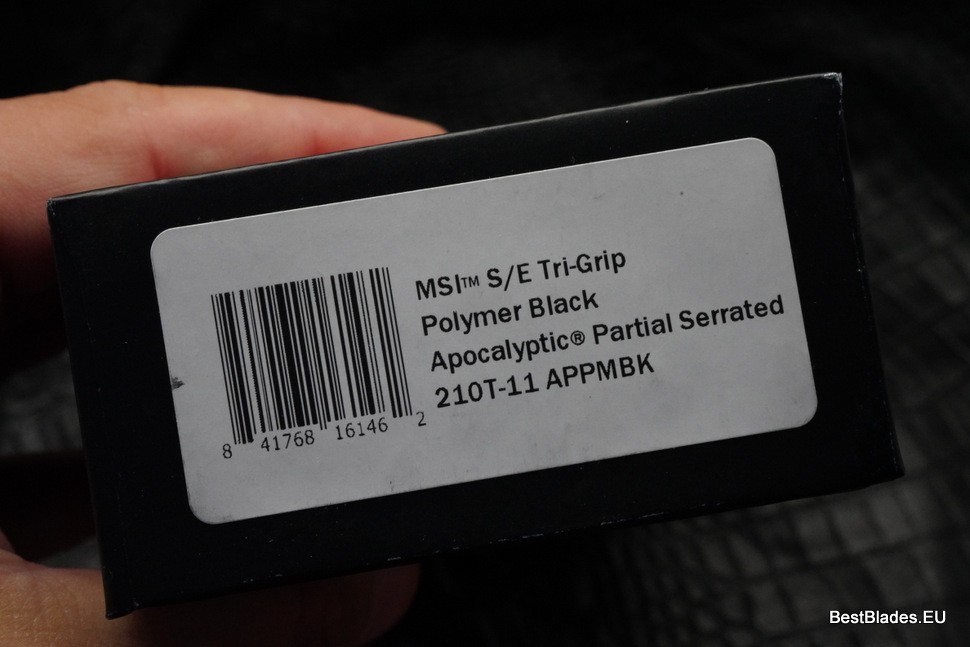 MSI™ S/E Tri-Grip
Polymer Black
Apocalyptic® Partial Serrated
210T-11 APPMBK
8 41768 16146 2
BestBlades.EU